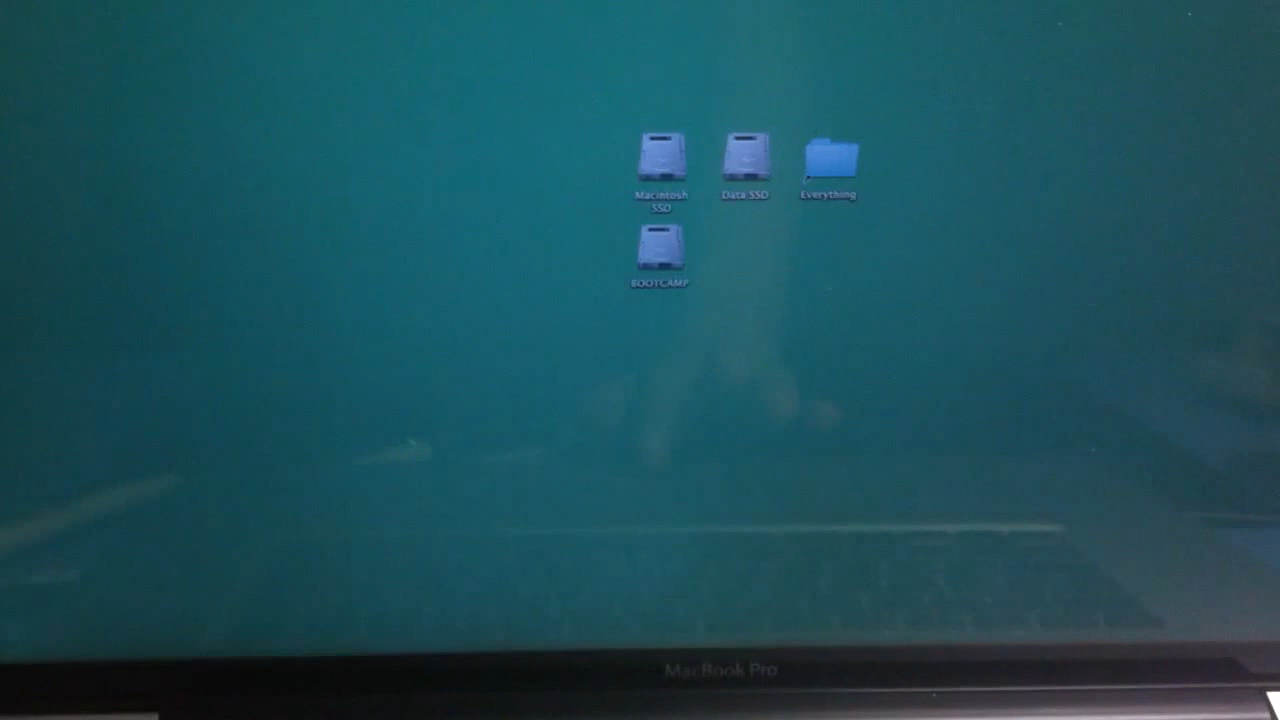 Macintosh
SSD
Data SSD
Everything
BOOTCAMP
MacBook Pro